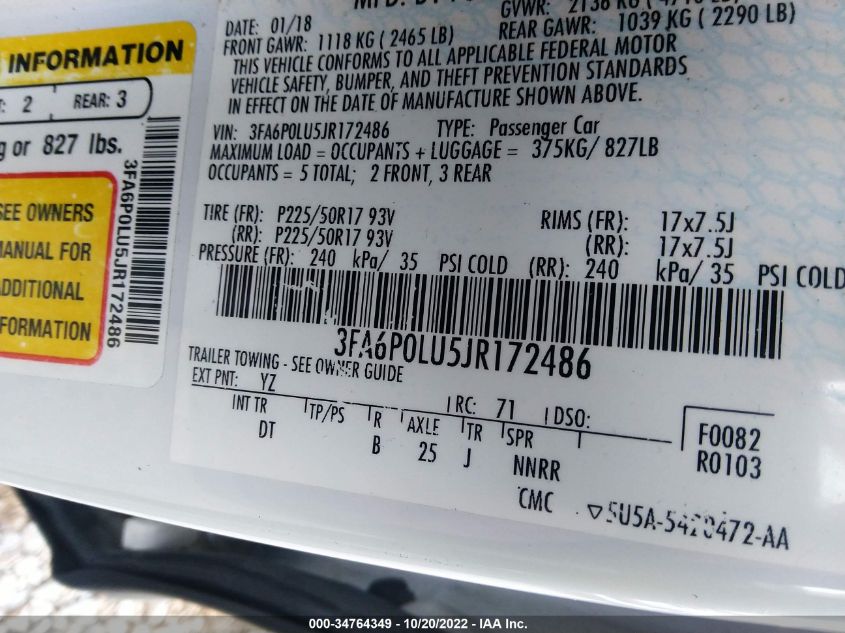 INFORMATION
2 REAR: 3
or 827 lbs.
SEE OWNERS
MANUAL FOR
ADDITIONAL
INFORMATION
3FA6P0LU5JR172486
DATE: 01/18
GVWR:
FRONT GAWR: 1118 KG ( 2465 LB)
REAR GAWR: 1039 KG ( 2290 LB)
THIS VEHICLE CONFORMS TO ALL APPLICABLE FEDERAL MOTOR
VEHICLE SAFETY, BUMPER, AND THEFT PREVENTION STANDARDS
IN EFFECT ON THE DATE OF MANUFACTURE SHOWN ABOVE.
VIN: 3FA6P0LU5JR172486 TYPE: Passenger Car
MAXIMUM LOAD = OCCUPANTS + LUGGAGE = 375KG/ 827LB
OCCUPANTS = 5 TOTAL; 2 FRONT, 3 REAR
TIRE (FR): P225/50R17 93V RIMS (FR): 17x7.5J
(RR): P225/50R17 93V (RR): 17x7.5J
PRESSURE (FR): 240 kPa/ 35 PSI COLD (RR): 240 kPa/ 35 PSI COLD
3FA6P0LU5JR172486
TRAILER TOWING - SEE OWNER GUIDE
EXT PNT: YZ RC: 71 DSO:
INT TR TP/PS R AXLE TR SPR
DT B 25 J NNRR
F0082
R0103
CMC 5U5A-5420472-AA
000-34764349 - 10/20/2022 - IAA Inc.